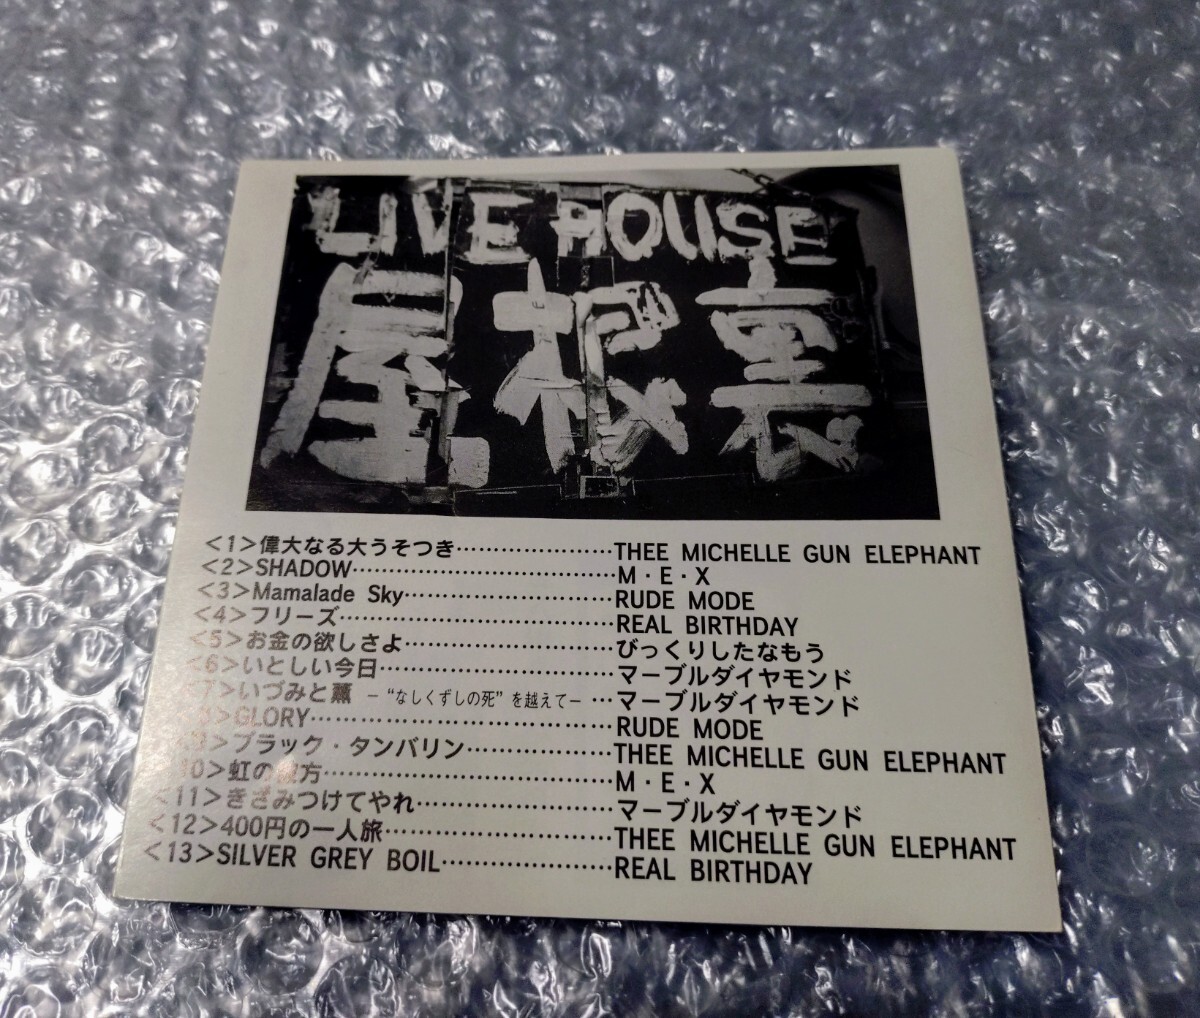 LIVE HOUSE
屋根裏
<1>偉大なる大うそつき…………………THEE MICHELLE GUN ELEPHANT
<2>SHADOW……………………………M・E・X
<3>Mamalade Sky………………………RUDE MODE
<4>フリーズ………………………………REAL BIRTHDAY
<5>お金の欲しさよ………………………びっくりしたなもう
<6>いとしい今日…………………………マーブルダイヤモンド
<7>いづみと薫 −“なしくずしの死”を越えて− …マーブルダイヤモンド
<8>GLORY…………………………………RUDE MODE
<9>ブラック・タンバリン………………THEE MICHELLE GUN ELEPHANT
<10>虹の彼方……………………………M・E・X
<11>きざみつけてやれ…………………マーブルダイヤモンド
<12>400円の一人旅……………………THEE MICHELLE GUN ELEPHANT
<13>SILVER GREY BOIL………………REAL BIRTHDAY